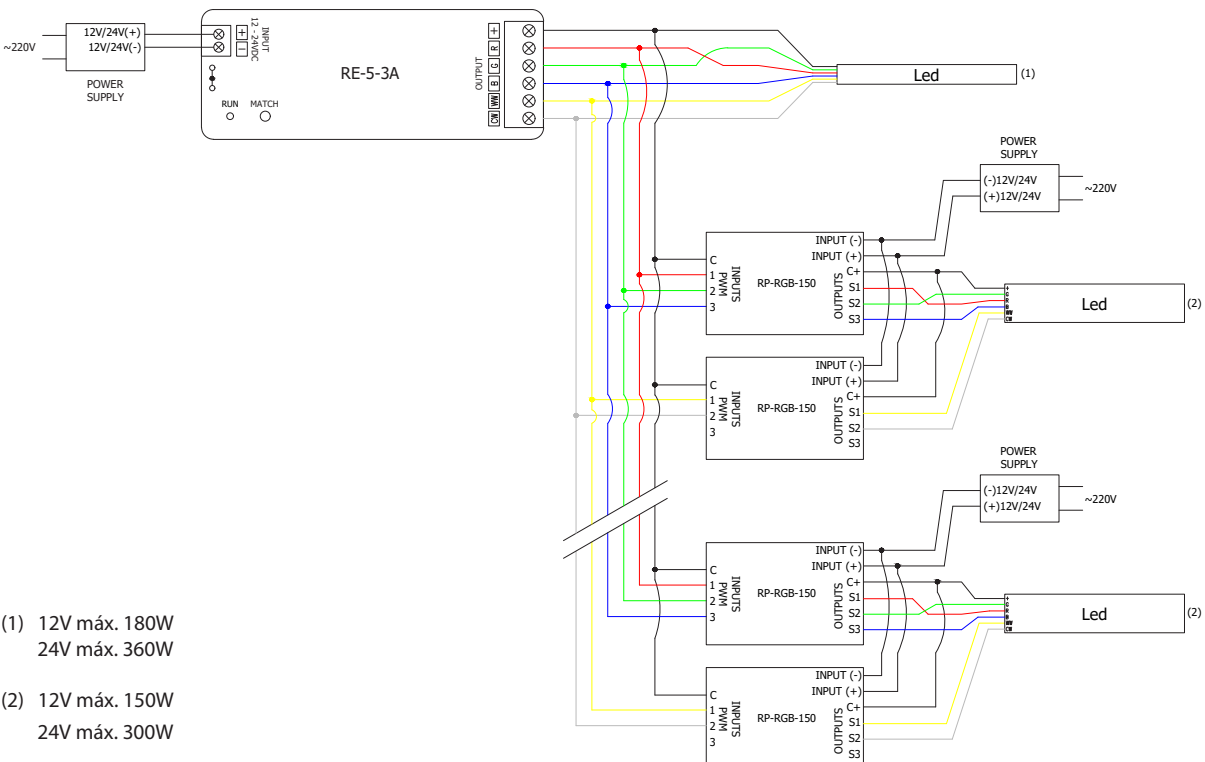 ~220V
12V/24V(+)
12V/24V(-)
POWER
SUPPLY
+
-
INPUT
12 - 24VDC
RUN
MATCH
RE-5-3A
OUTPUT
+
R
G
B
WW
CW
Led
(1)
POWER
SUPPLY
(-)12V/24V
(+)12V/24V
~220V
C
1
2
3
PWM
INPUTS
RP-RGB-150
INPUT (-)
INPUT (+)
OUTPUTS
C+
S1
S2
S3
+
G
R
B
WW
CW
Led
(2)
C
1
2
3
PWM
INPUTS
RP-RGB-150
INPUT (-)
INPUT (+)
OUTPUTS
C+
S1
S2
S3
POWER
SUPPLY
(-)12V/24V
(+)12V/24V
~220V
C
1
2
3
PWM
INPUTS
RP-RGB-150
INPUT (-)
INPUT (+)
OUTPUTS
C+
S1
S2
S3
+
G
R
B
WW
CW
Led
(2)
C
1
2
3
PWM
INPUTS
RP-RGB-150
INPUT (-)
INPUT (+)
OUTPUTS
C+
S1
S2
S3
(1) 12V máx. 180W
24V máx. 360W
(2) 12V máx. 150W
24V máx. 300W